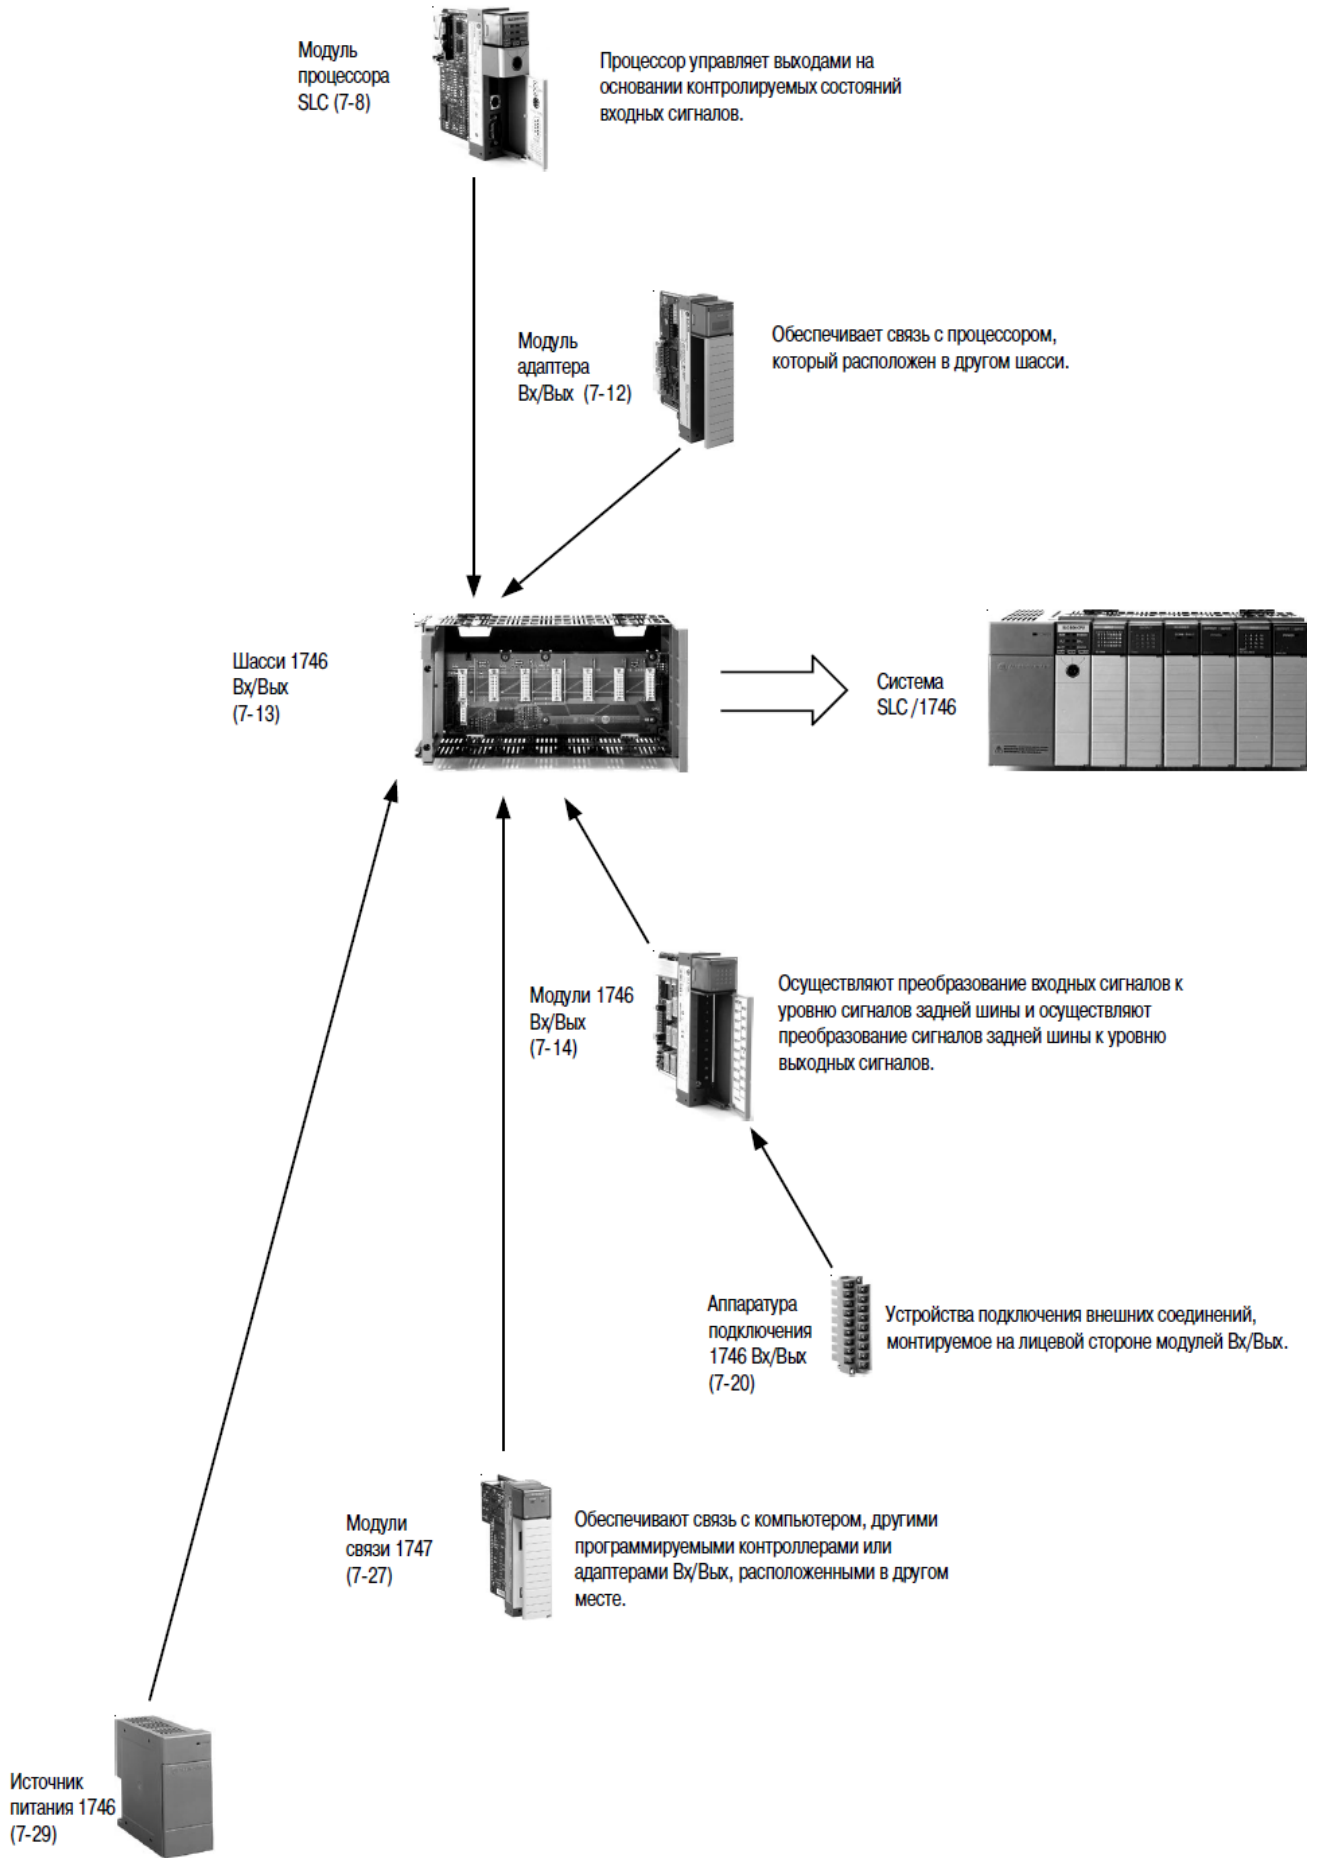 Модуль
процессора
SLC (7-8)
Процессор управляет выходами на
основании контролируемых состояний
входных сигналов.
Модуль
адаптера
Вх/Вых (7-12)
Обеспечивает связь с процессором,
который расположен в другом шасси.
Шасси 1746
Вх/Вых
(7-13)
Система
SLC /1746
Модули 1746
Вх/Вых
(7-14)
Осуществляют преобразование входных сигналов к
уровню сигналов задней шины и осуществляют
преобразование сигналов задней шины к уровню
выходных сигналов.
Аппаратура
подключения
1746 Вх/Вых
(7-20)
Устройства подключения внешних соединений,
монтируемое на лицевой стороне модулей Вх/Вых.
Модули
связи 1747
(7-27)
Обеспечивают связь с компьютером, другими
программируемыми контроллерами или
адаптерами Вх/Вых, расположенными в другом
месте.
Источник
питания 1746
(7-29)